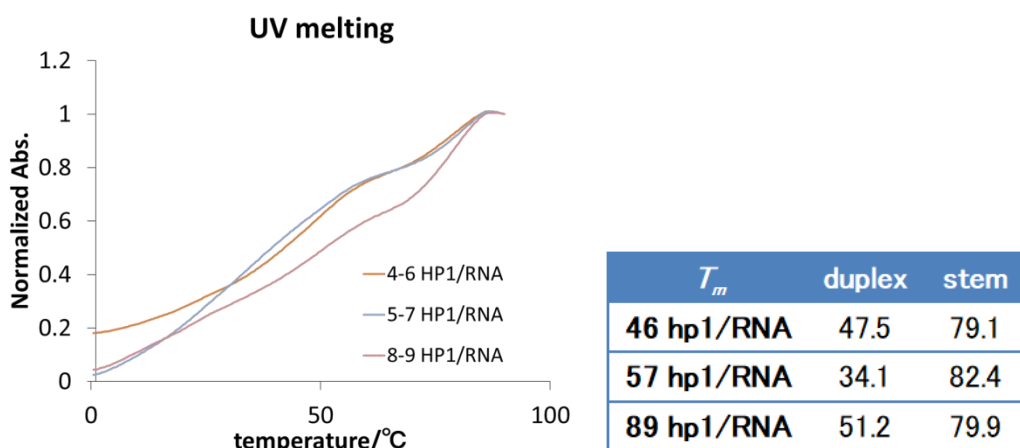 UV melting
Normalized Abs.
1.2
1
0.8
0.6
0.4
0.2
0
4-6 HP1/RNA
5-7 HP1/RNA
8-9 HP1/RNA
0 50 100
temperature/℃
Tm duplex stem
46 hp1/RNA 47.5 79.1
57 hp1/RNA 34.1 82.4
89 hp1/RNA 51.2 79.9